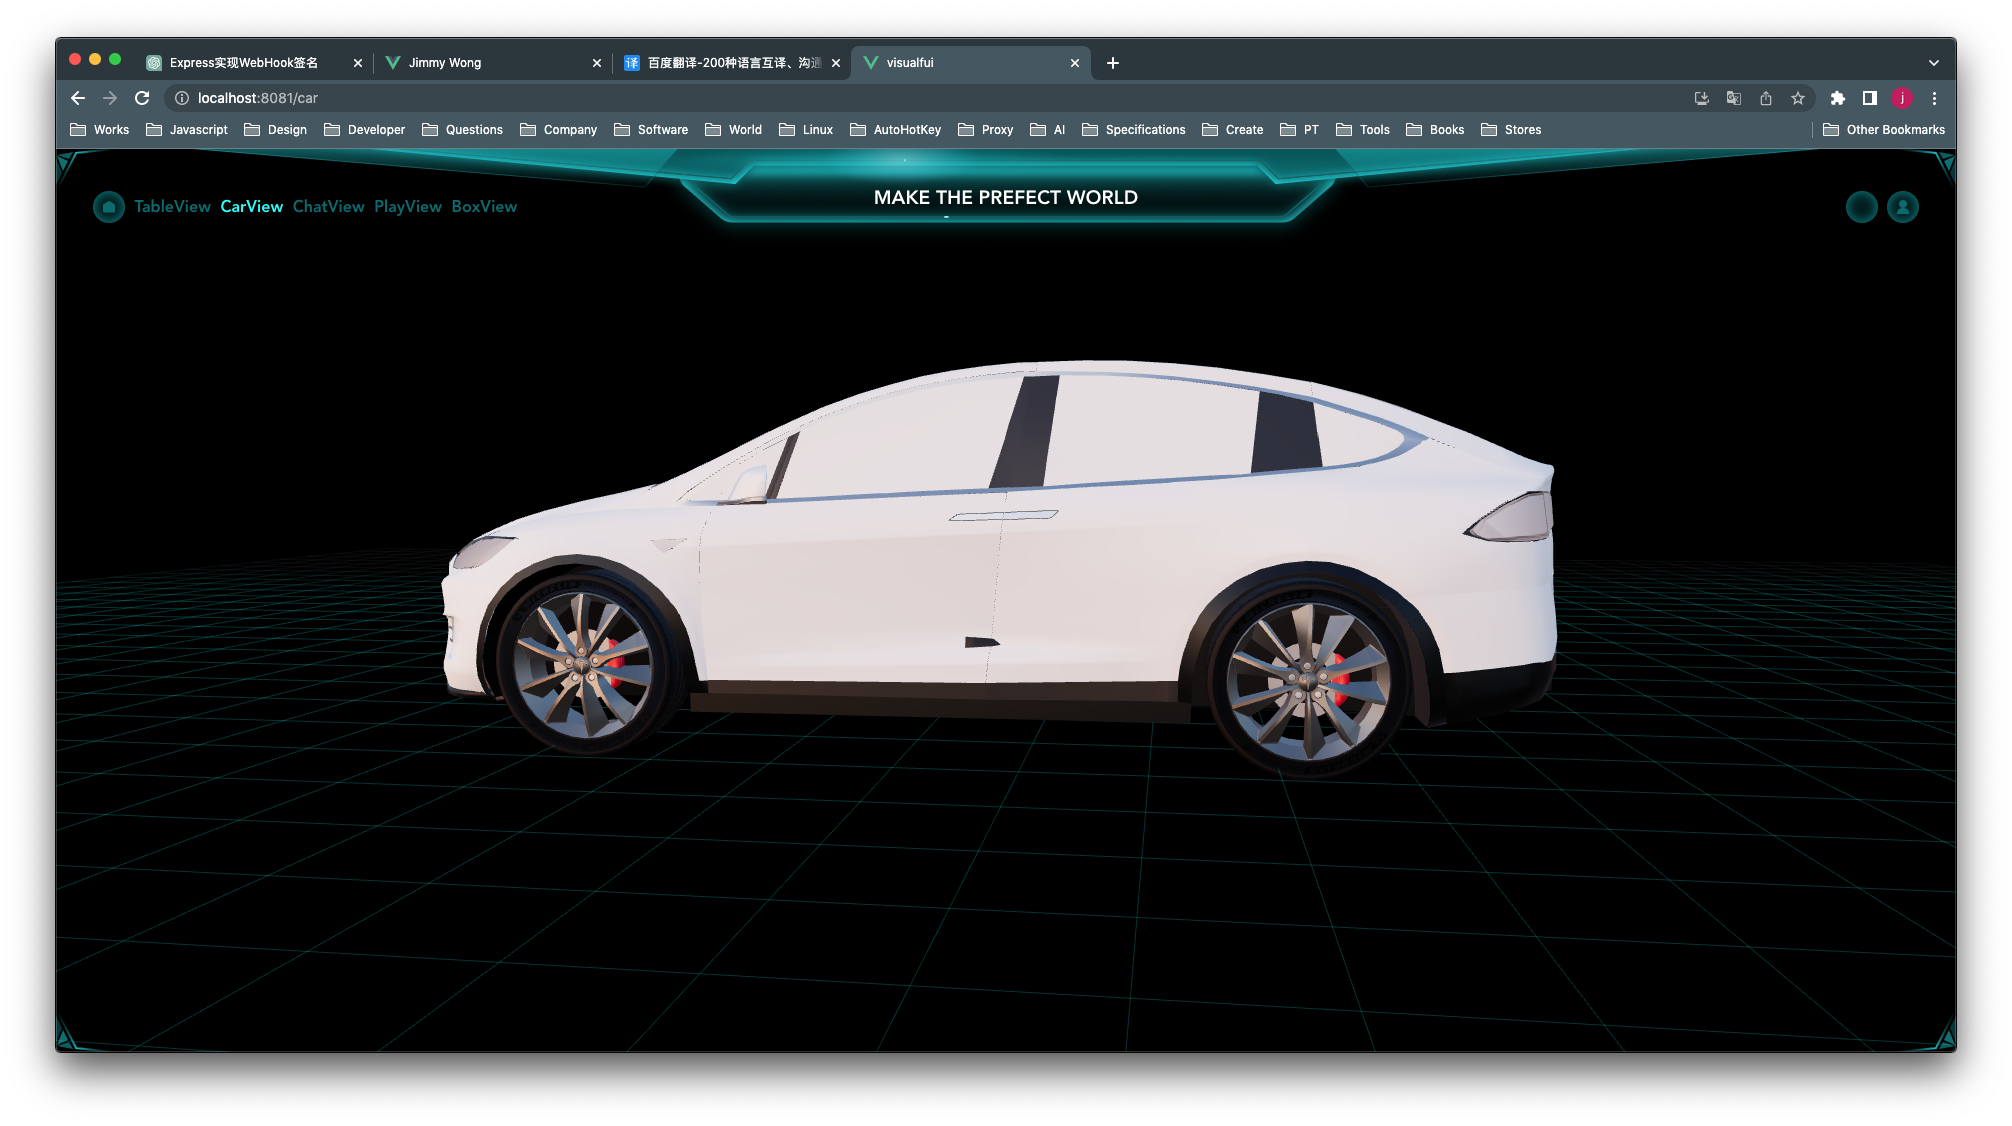 Express实现WebHook签名
Jimmy Wong
百度翻译-200种语言互译、沟通
visualfui
localhost:8081/car
j
Works Javascript Design Developer Questions Company Software World Linux AutoHotKey Proxy AI Specifications Create PT Tools Books Stores Other Bookmarks
MAKE THE PREFECT WORLD
TableView CarView ChatView PlayView BoxView